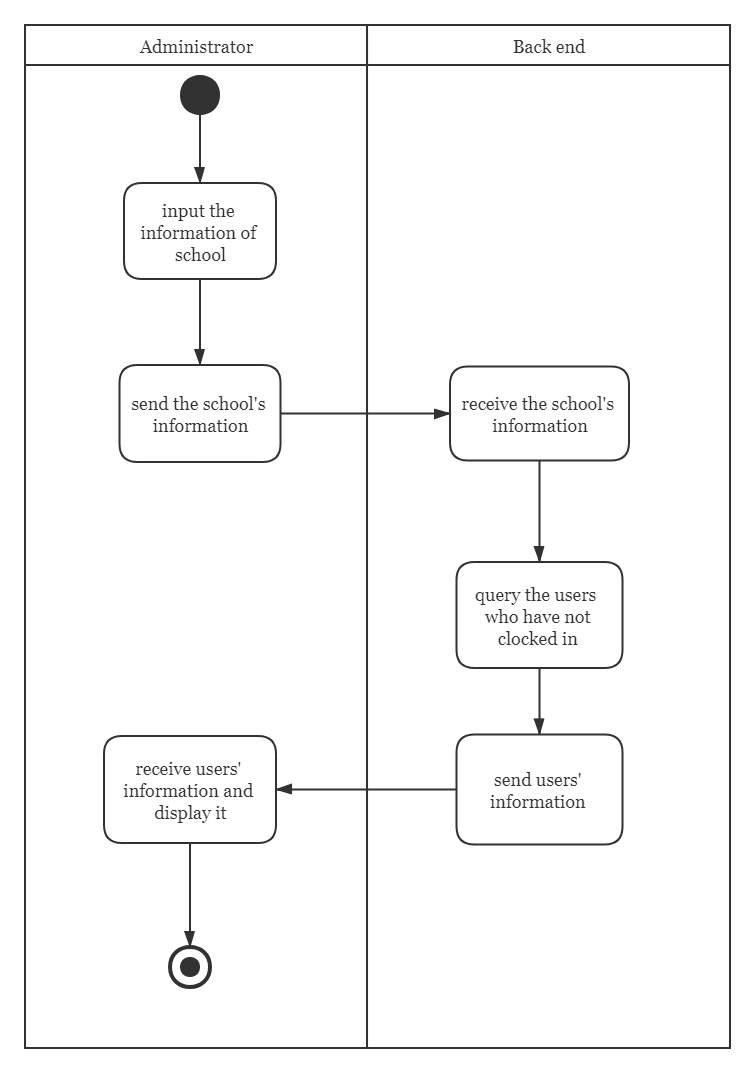 Administrator
Back end
input the
information of
school
send the school's
information
receive the school's
information
query the users
who have not
clocked in
send users'
information
receive users'
information and
display it